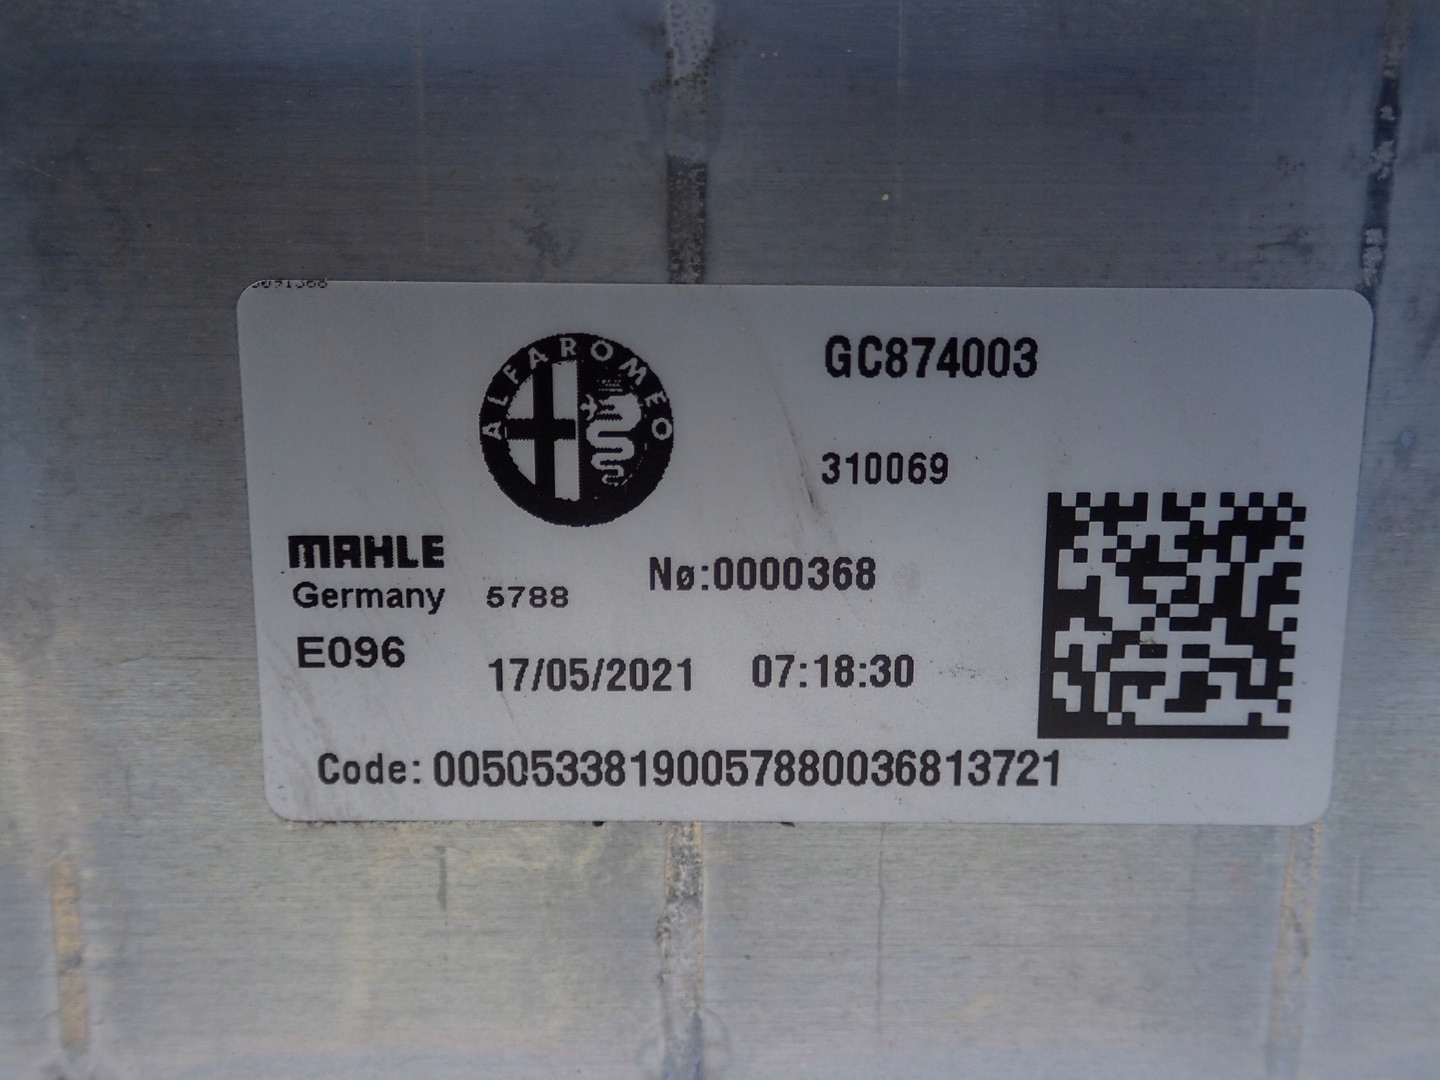 ALFA ROMEO
GC874003
310069
MAHLE
Germany 5788 Nø:0000368
E096 17/05/2021 07:18:30
Code: 00505338190057880036813721